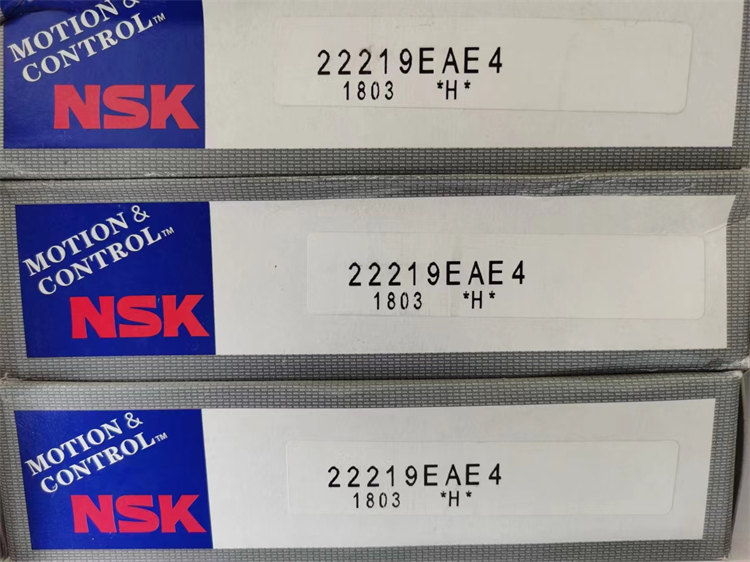 MOTION &
CONTROL™
NSK
22219EAE4
1803 *H*
MOTION &
CONTROL™
NSK
22219EAE4
1803 *H*
MOTION &
CONTROL™
NSK
22219EAE4
1803 *H*